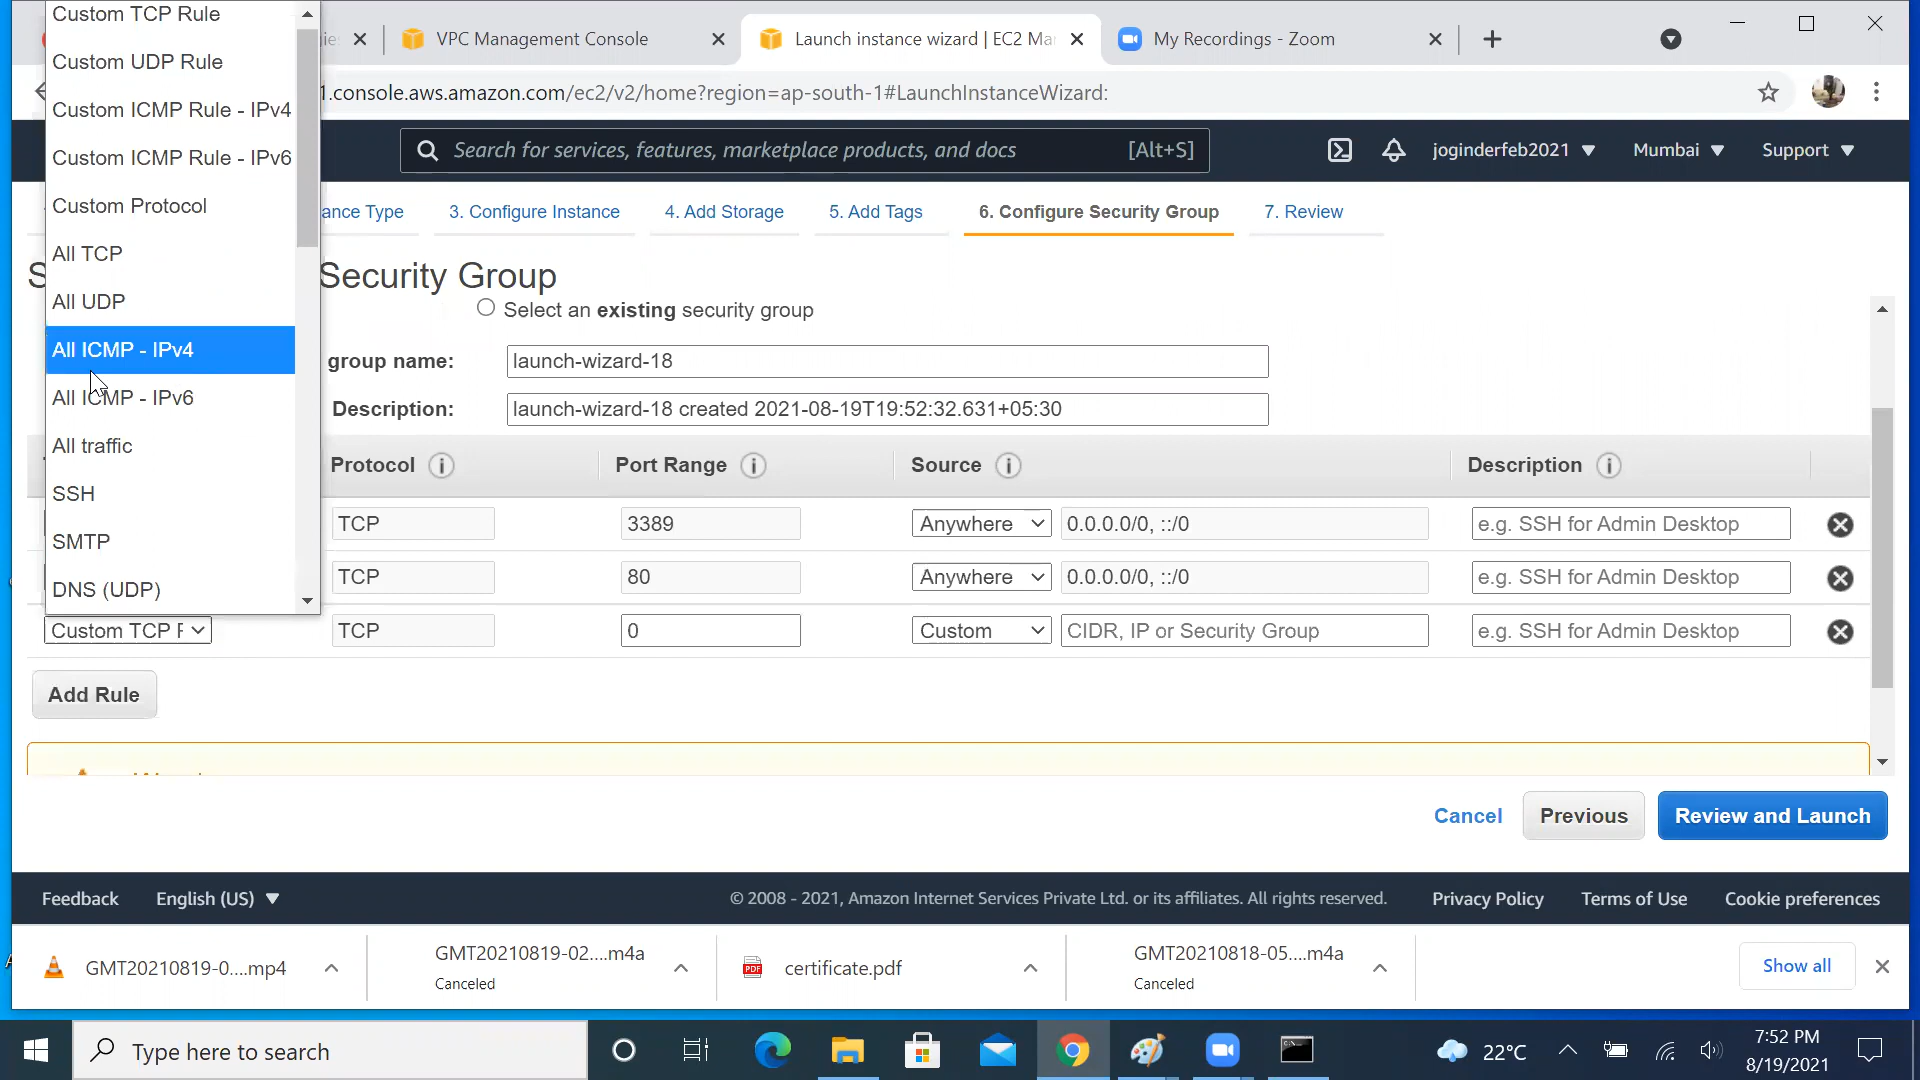 Custom TCP Rule
Custom UDP Rule
Custom ICMP Rule - IPv4
Custom ICMP Rule - IPv6
Custom Protocol
All TCP
All UDP
All ICMP - IPv4
All ICMP - IPv6
All traffic
SSH
SMTP
DNS (UDP)
VPC Management Console
Launch instance wizard | EC2 Ma
My Recordings - Zoom
1.console.aws.amazon.com/ec2/v2/home?region=ap-south-1#LaunchInstanceWizard:
Search for services, features, marketplace products, and docs [Alt+S]
joginderfeb2021
Mumbai
Support
ance Type
3. Configure Instance
4. Add Storage
5. Add Tags
6. Configure Security Group
7. Review
Security Group
Select an existing security group
group name: launch-wizard-18
Description: launch-wizard-18 created 2021-08-19T19:52:32.631+05:30
Protocol Port Range Source Description
TCP 3389 Anywhere 0.0.0.0/0, ::/0 e.g. SSH for Admin Desktop
TCP 80 Anywhere 0.0.0.0/0, ::/0 e.g. SSH for Admin Desktop
Custom TCP F TCP 0 Custom CIDR, IP or Security Group e.g. SSH for Admin Desktop
Add Rule
Cancel Previous Review and Launch
Feedback English (US) © 2008 - 2021, Amazon Internet Services Private Ltd. or its affiliates. All rights reserved. Privacy Policy Terms of Use Cookie preferences
GMT20210819-0....mp4
GMT20210819-02....m4a
Canceled
PDF
certificate.pdf
GMT20210818-05....m4a
Canceled
Show all
Type here to search
22°C
7:52 PM
8/19/2021